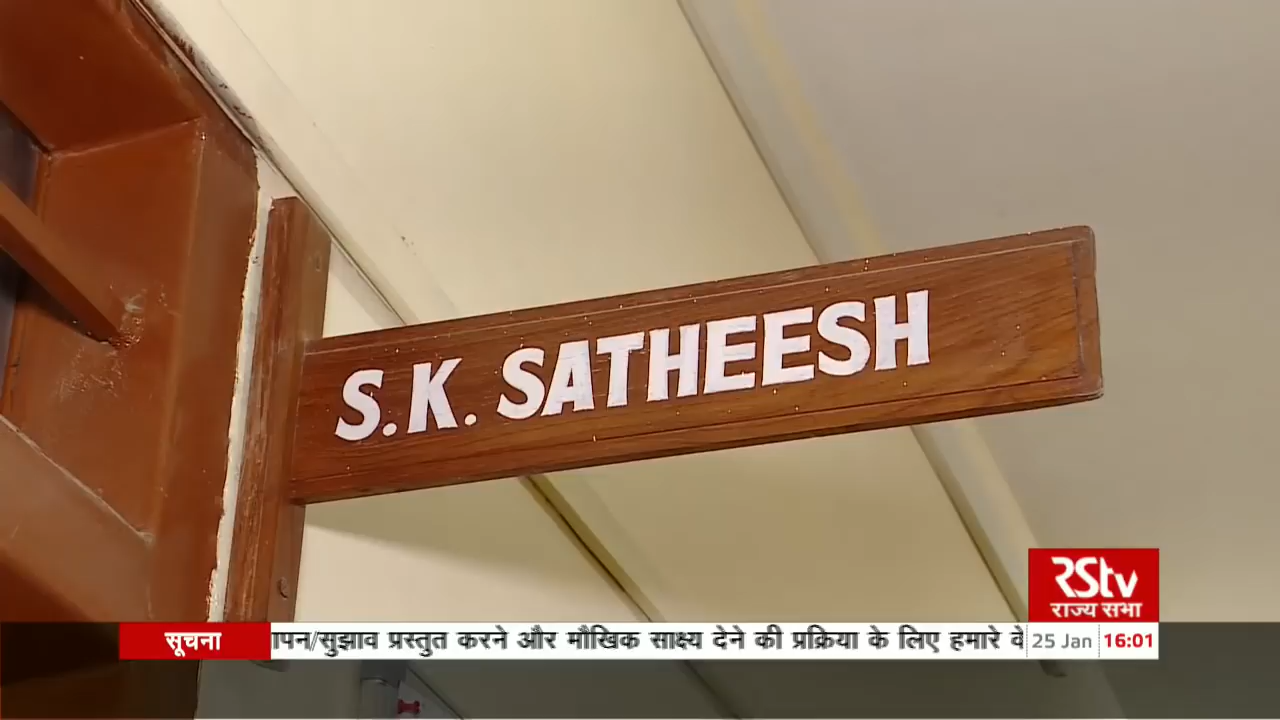 S.K. SATHEESH
RStv
राज्य सभा
सूचना
ापन/सुझाव प्रस्तुत करने और मौखिक साक्ष्य देने की प्रक्रिया के लिए हमारे
25 Jan
16:01